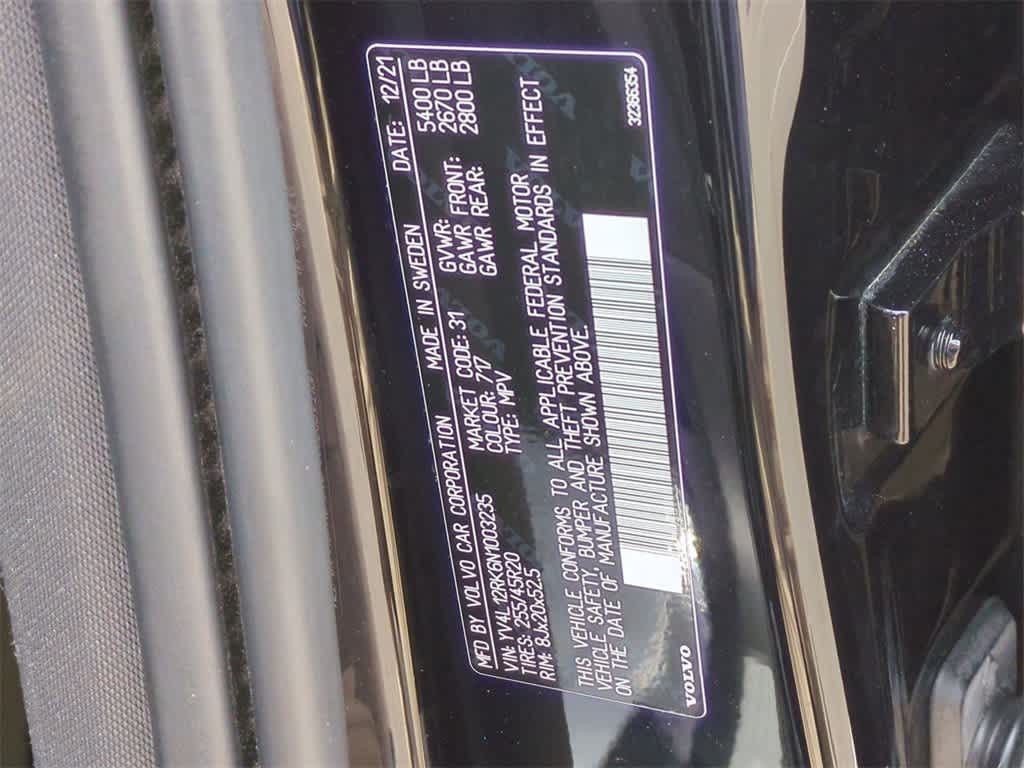 MFD BY VOLVO CAR CORPORATION MADE IN SWEDEN DATE: 12/21
VIN: YV4L12RK6N1003235 MARKET CODE: 31 GVWR: 5400 LB
TIRES: 255/45R20 COLOUR: 717 GAWR FRONT: 2670 LB
RIM: 8Jx20x52.5 TYPE: MPV GAWR REAR: 2800 LB
THIS VEHICLE CONFORMS TO ALL APPLICABLE FEDERAL MOTOR
VEHICLE SAFETY, BUMPER AND THEFT PREVENTION STANDARDS IN EFFECT
ON THE DATE OF MANUFACTURE SHOWN ABOVE.
VOLVO 32366354